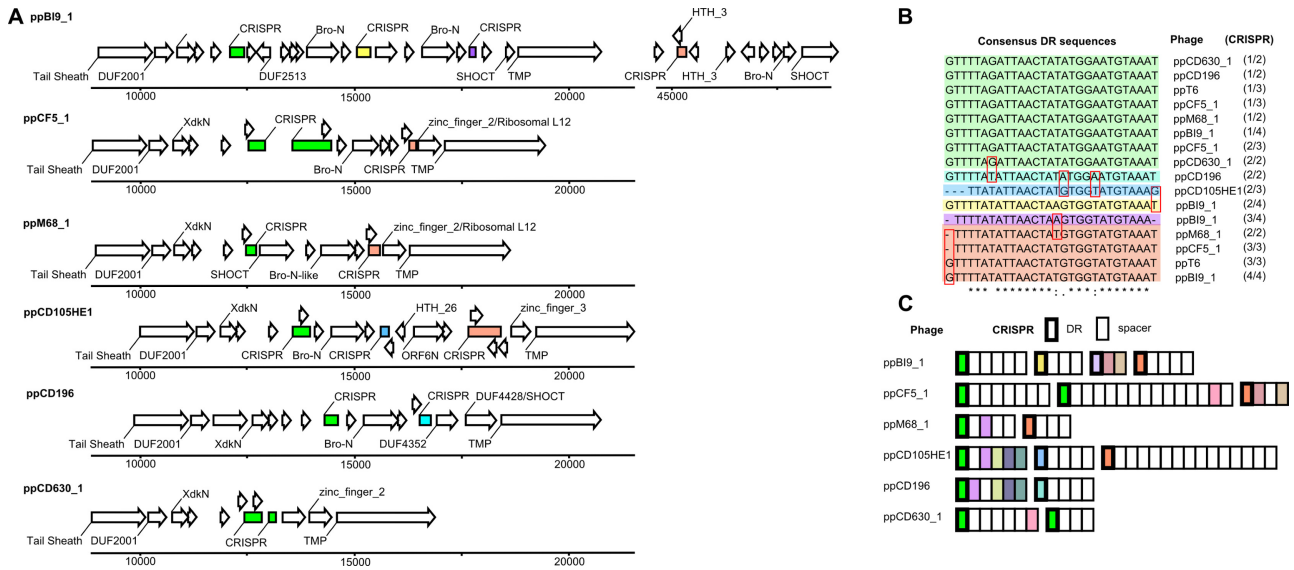 A
ppBI9_1
CRISPR
Bro-N
CRISPR
Bro-N
CRISPR
HTH_3
Tail Sheath
DUF2001
DUF2513
SHOCT
TMP
CRISPR
HTH_3
Bro-N
SHOCT
10000
15000
20000
45000
ppCF5_1
XdkN
CRISPR
zinc_finger_2/Ribosomal L12
Tail Sheath
DUF2001
Bro-N
CRISPR
TMP
10000
15000
20000
ppM68_1
XdkN
CRISPR
zinc_finger_2/Ribosomal L12
Tail Sheath
DUF2001
SHOCT
Bro-N-like
CRISPR
TMP
10000
15000
20000
ppCD105HE1
XdkN
HTH_26
zinc_finger_3
Tail Sheath
DUF2001
CRISPR
Bro-N
CRISPR
ORF6N
CRISPR
TMP
10000
15000
20000
ppCD196
CRISPR
CRISPR
DUF4428/SHOCT
Tail Sheath
DUF2001
XdkN
Bro-N
DUF4352
TMP
10000
15000
20000
ppCD630_1
XdkN
zinc_finger_2
Tail Sheath
DUF2001
CRISPR
TMP
10000
15000
20000
B
Consensus DR sequences Phage (CRISPR)
GTTTTAGATTAACTATATGGAATGTAAAT ppCD630_1 (1/2)
GTTTTAGATTAACTATATGGAATGTAAAT ppCD196 (1/2)
GTTTTAGATTAACTATATGGAATGTAAAT ppT6 (1/3)
GTTTTAGATTAACTATATGGAATGTAAAT ppCF5_1 (1/3)
GTTTTAGATTAACTATATGGAATGTAAAT ppM68_1 (1/2)
GTTTTAGATTAACTATATGGAATGTAAAT ppBI9_1 (1/4)
GTTTTAGATTAACTATATGGAATGTAAAT ppCF5_1 (2/3)
GTTTTAGATTAACTATATGGAATGTAAAT ppCD630_1 (2/2)
GTTTTATATTAACTATATGGAATGTAAAT ppCD196 (2/2)
- - - -TTATATTAACTATGTGGTATGTAAAG ppCD105HE1 (2/3)
GTTTTATATTAACTAAGTGGTATGTAAAT ppBI9_1 (2/4)
-TTTTATATTAACTAAGTGGTATGTAAA- ppBI9_1 (3/4)
-TTTTATATTAACTATGTGGTATGTAAAT ppM68_1 (2/2)
-TTTTATATTAACTATGTGGTATGTAAAT ppCF5_1 (3/3)
GTTTTATATTAACTATGTGGTATGTAAAT ppT6 (3/3)
GTTTTATATTAACTATGTGGTATGTAAAT ppBI9_1 (4/4)
*** ********:. *** :*******
C
Phage CRISPR DR spacer
ppBI9_1
ppCF5_1
ppM68_1
ppCD105HE1
ppCD196
ppCD630_1